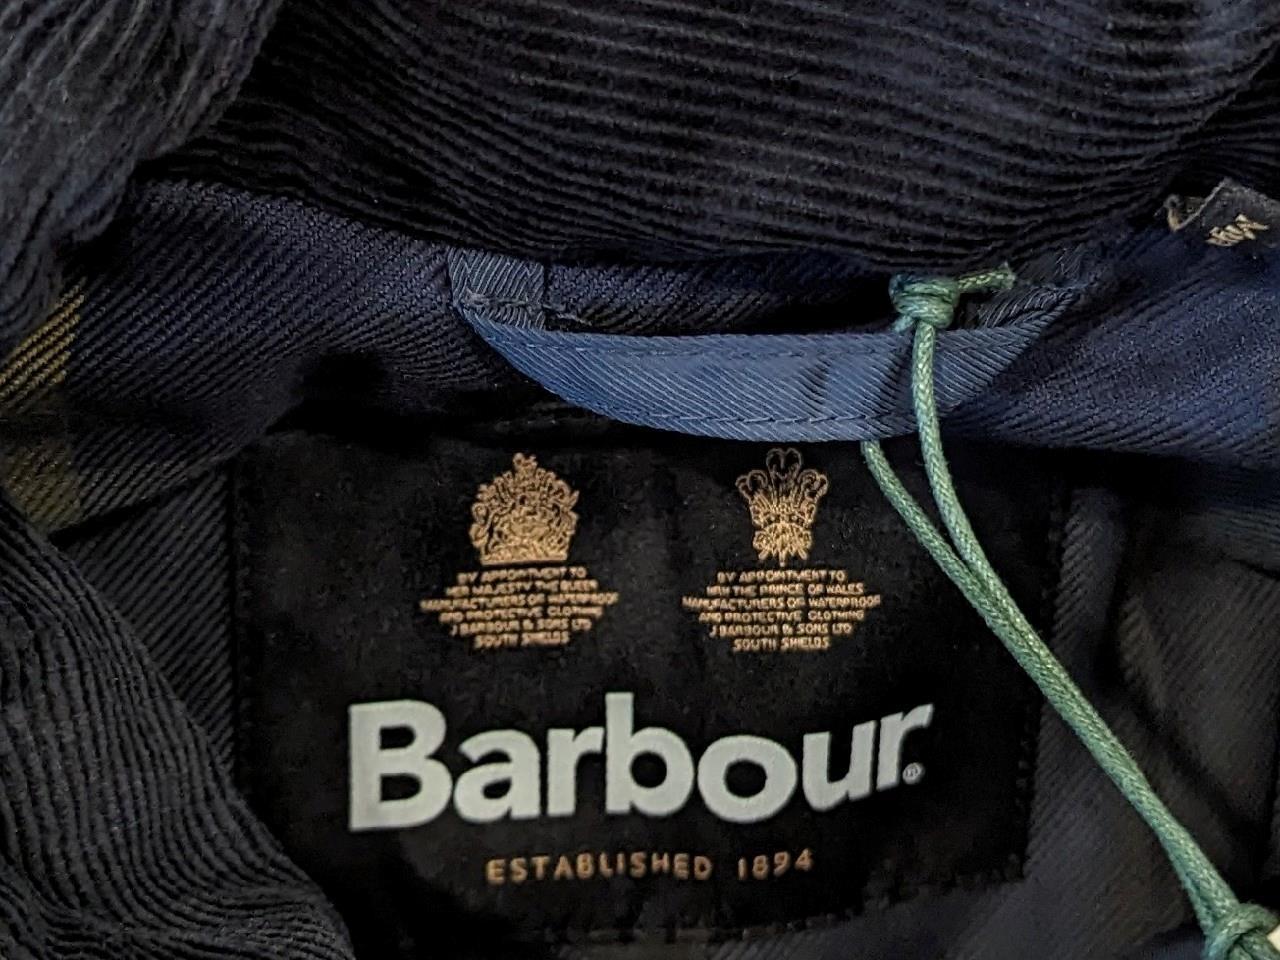 BY APPOINTMENT TO
HER MAJESTY THE QUEEN
MANUFACTURERS OF WATERPROOF
AND PROTECTIVE CLOTHING
J BARBOUR & SONS LTD
SOUTH SHIELDS
BY APPOINTMENT TO
HRH THE PRINCE OF WALES
MANUFACTURERS OF WATERPROOF
AND PROTECTIVE CLOTHING
J BARBOUR & SONS LTD
SOUTH SHIELDS
Barbour®
ESTABLISHED 1894